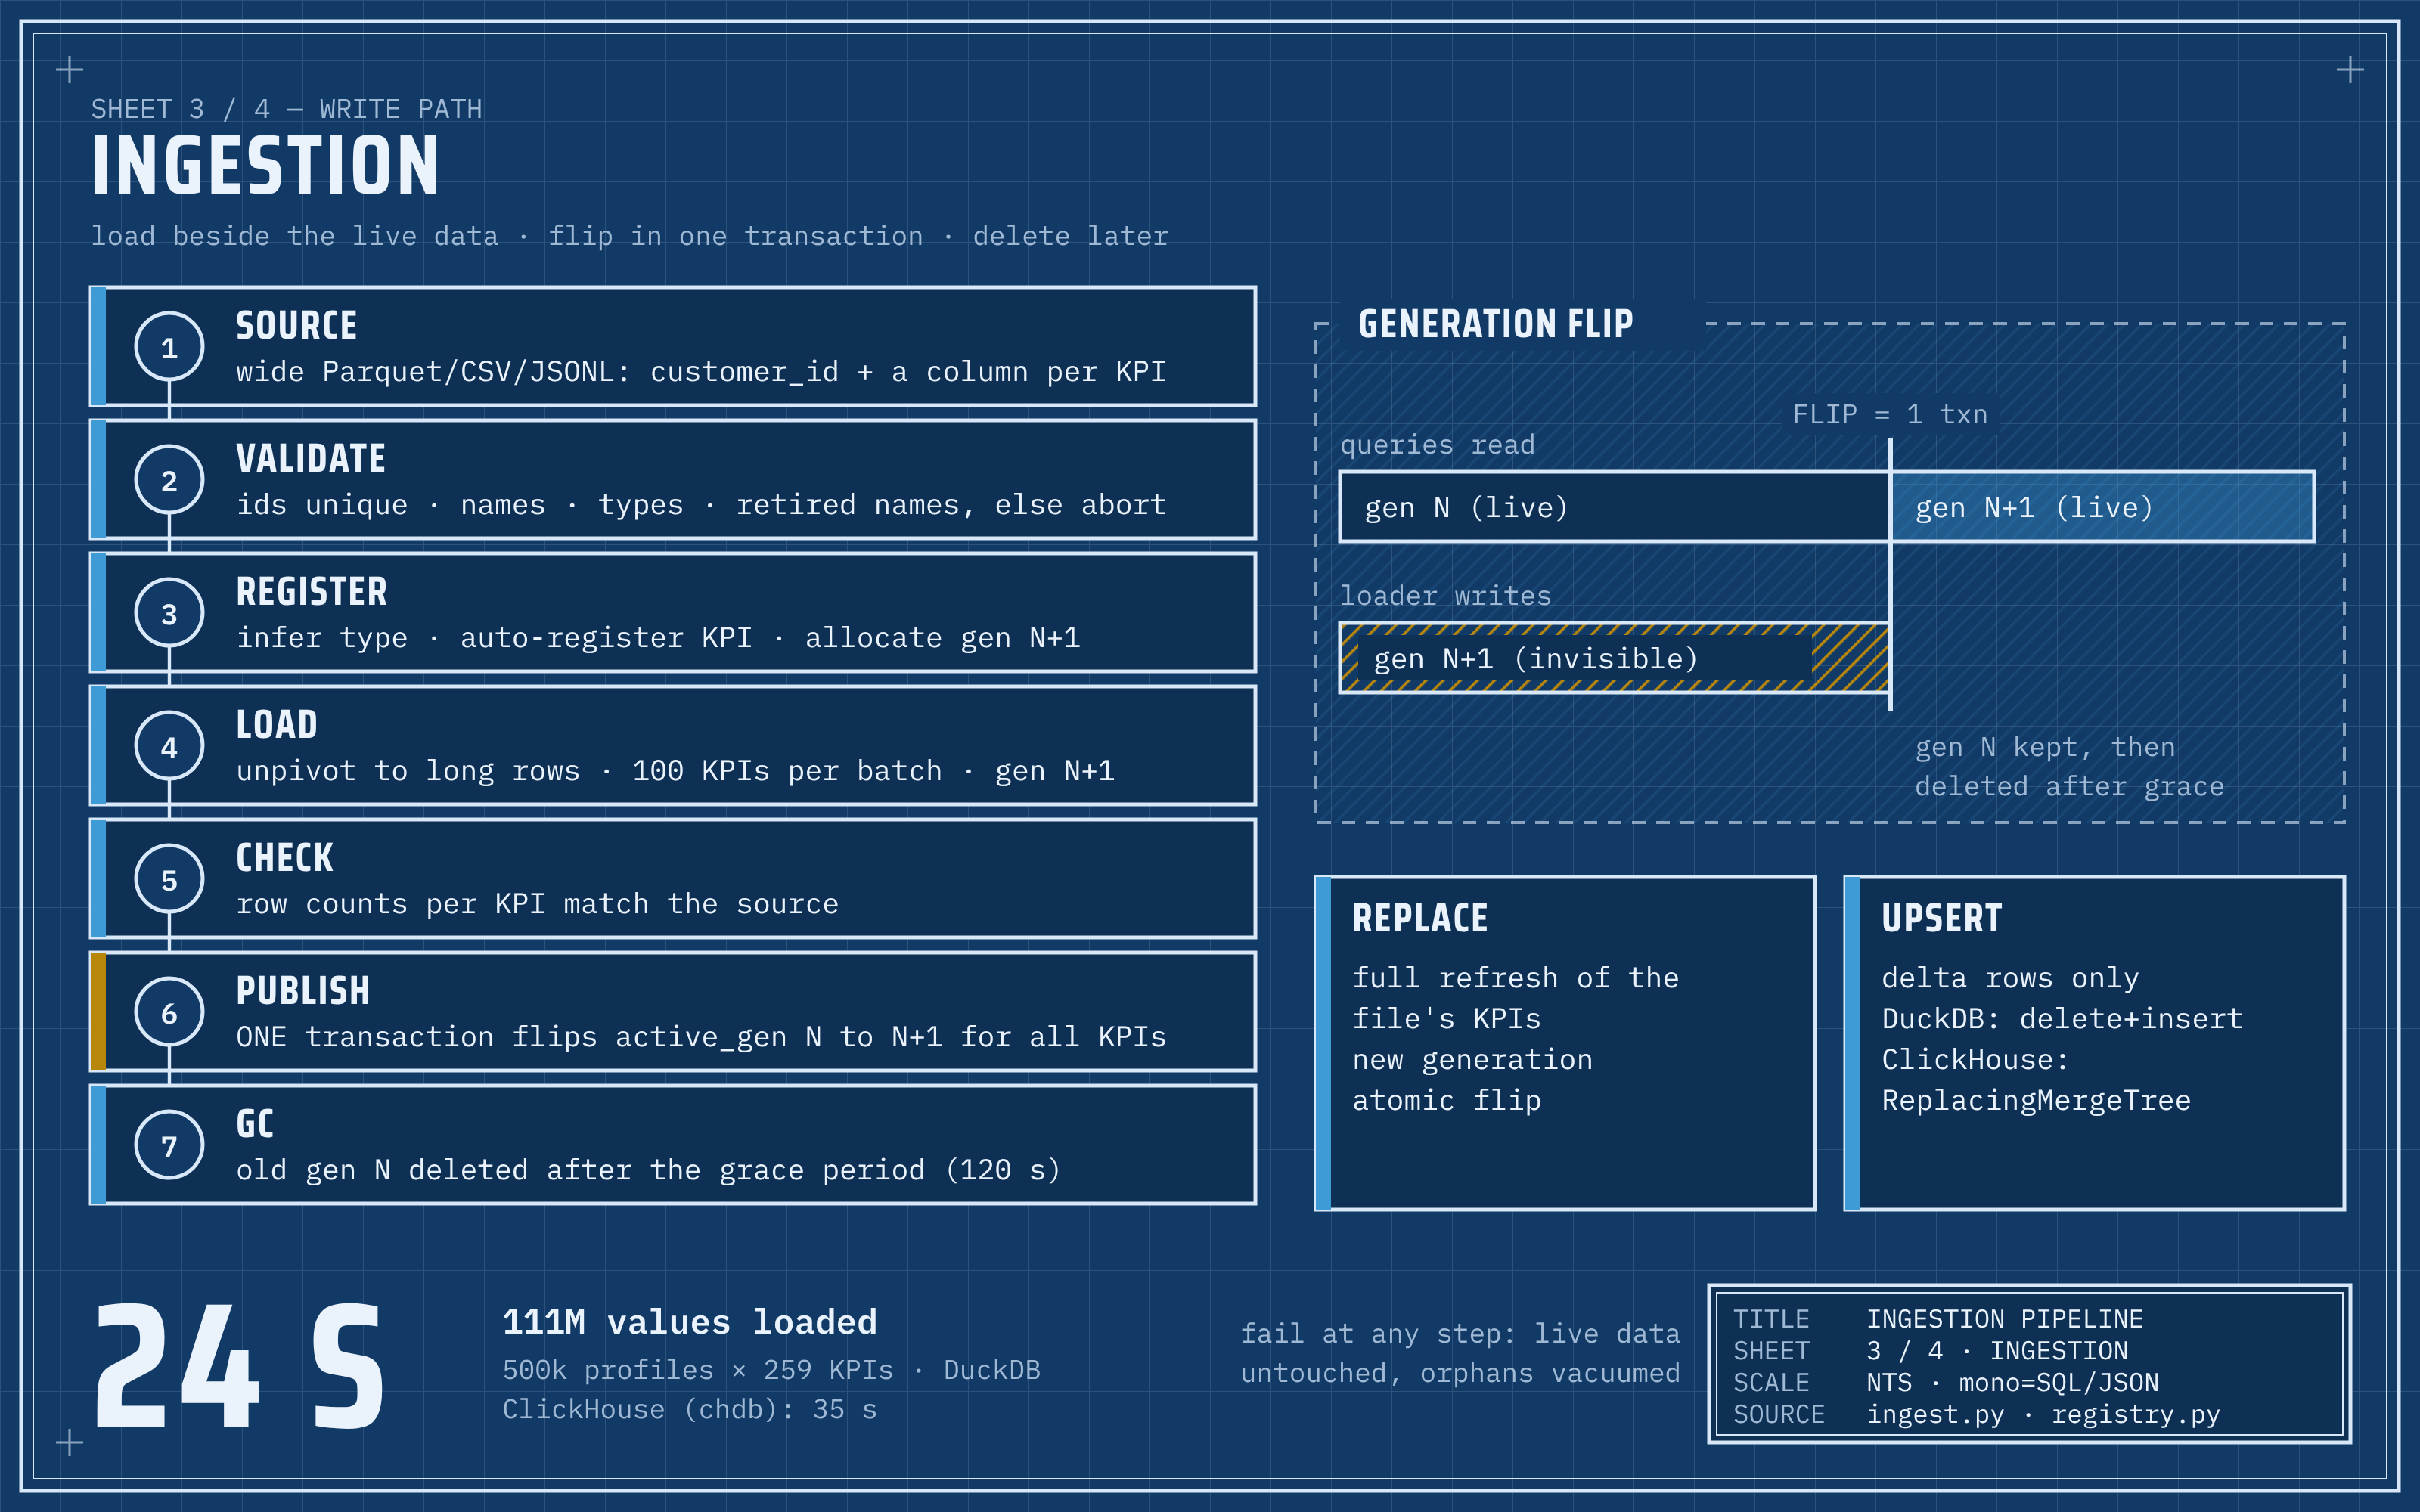 SHEET 3 / 4 — WRITE PATH
INGESTION
load beside the live data · flip in one transaction · delete later
1
SOURCE
wide Parquet/CSV/JSONL: customer_id + a column per KPI
2
VALIDATE
ids unique · names · types · retired names, else abort
3
REGISTER
infer type · auto-register KPI · allocate gen N+1
4
LOAD
unpivot to long rows · 100 KPIs per batch · gen N+1
5
CHECK
row counts per KPI match the source
6
PUBLISH
ONE transaction flips active_gen N to N+1 for all KPIs
7
GC
old gen N deleted after the grace period (120 s)
GENERATION FLIP
FLIP = 1 txn
queries read
gen N (live)
gen N+1 (live)
loader writes
gen N+1 (invisible)
gen N kept, then
deleted after grace
REPLACE
full refresh of the
file's KPIs
new generation
atomic flip
UPSERT
delta rows only
DuckDB: delete+insert
ClickHouse:
ReplacingMergeTree
24 S
111M values loaded
500k profiles × 259 KPIs · DuckDB
ClickHouse (chdb): 35 s
fail at any step: live data
untouched, orphans vacuumed
TITLE INGESTION PIPELINE
SHEET 3 / 4 · INGESTION
SCALE NTS · mono=SQL/JSON
SOURCE ingest.py · registry.py